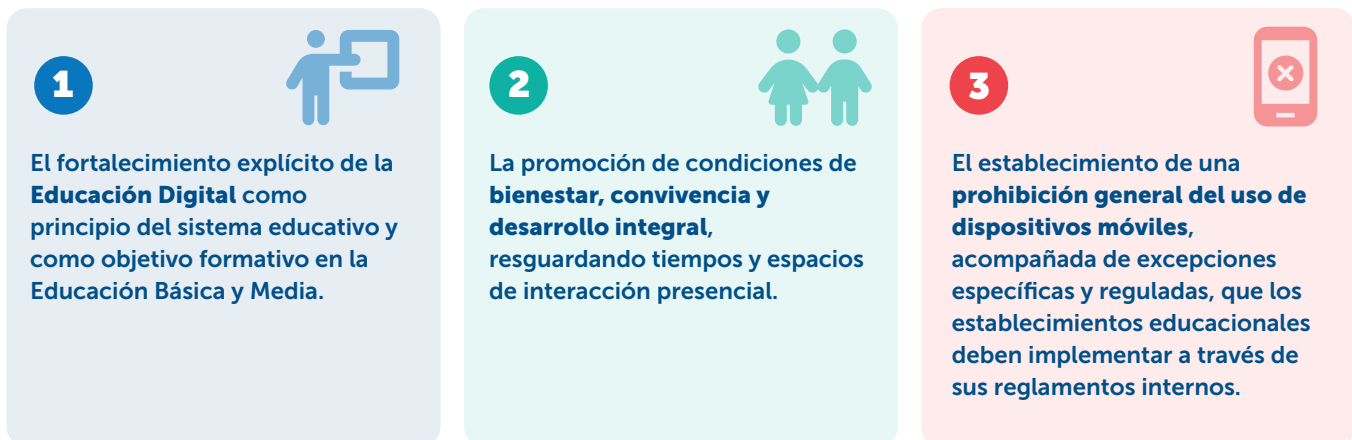 1
El fortalecimiento explícito de la
Educación Digital como
principio del sistema educativo y
como objetivo formativo en la
Educación Básica y Media.
2
La promoción de condiciones de
bienestar, convivencia y
desarrollo integral,
resguardando tiempos y espacios
de interacción presencial.
3
El establecimiento de una
prohibición general del uso de
dispositivos móviles,
acompañada de excepciones
específicas y reguladas, que los
establecimientos educacionales
deben implementar a través de
sus reglamentos internos.